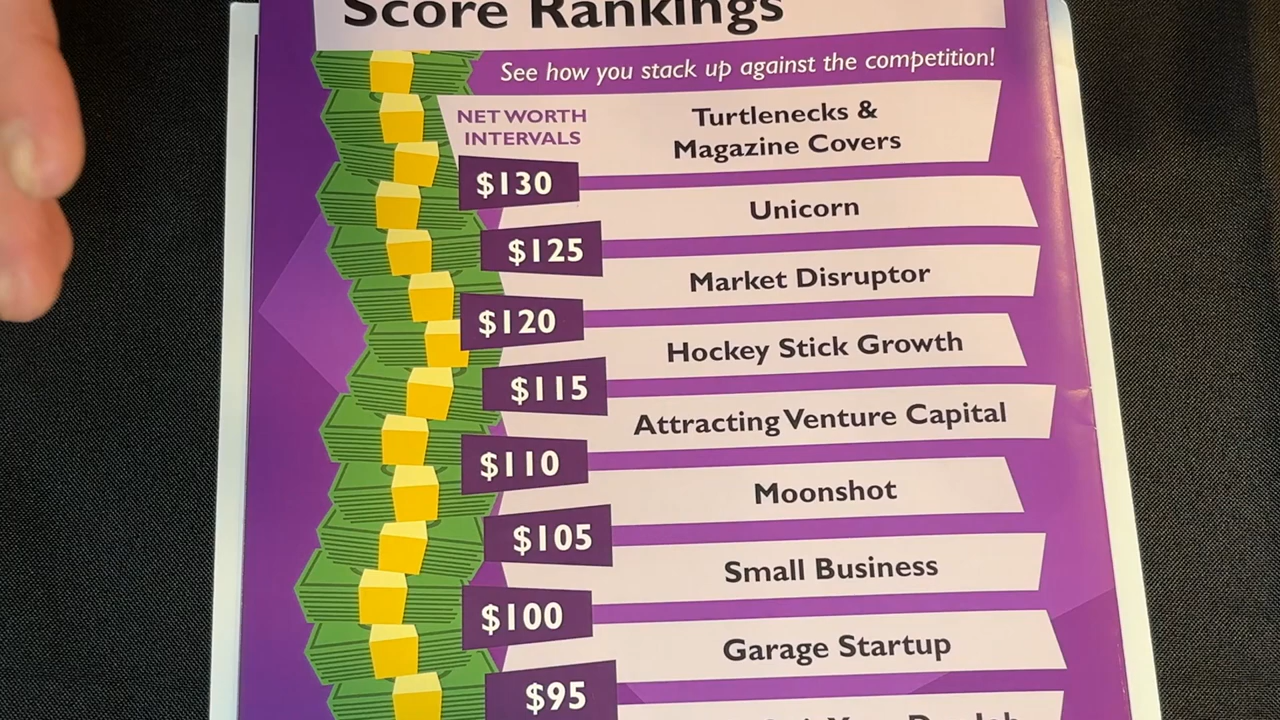 Score Rankings
See how you stack up against the competition!
NET WORTH
INTERVALS
Turtlenecks &
Magazine Covers
$130
Unicorn
$125
Market Disruptor
$120
Hockey Stick Growth
$115
Attracting Venture Capital
$110
Moonshot
$105
Small Business
$100
Garage Startup
$95